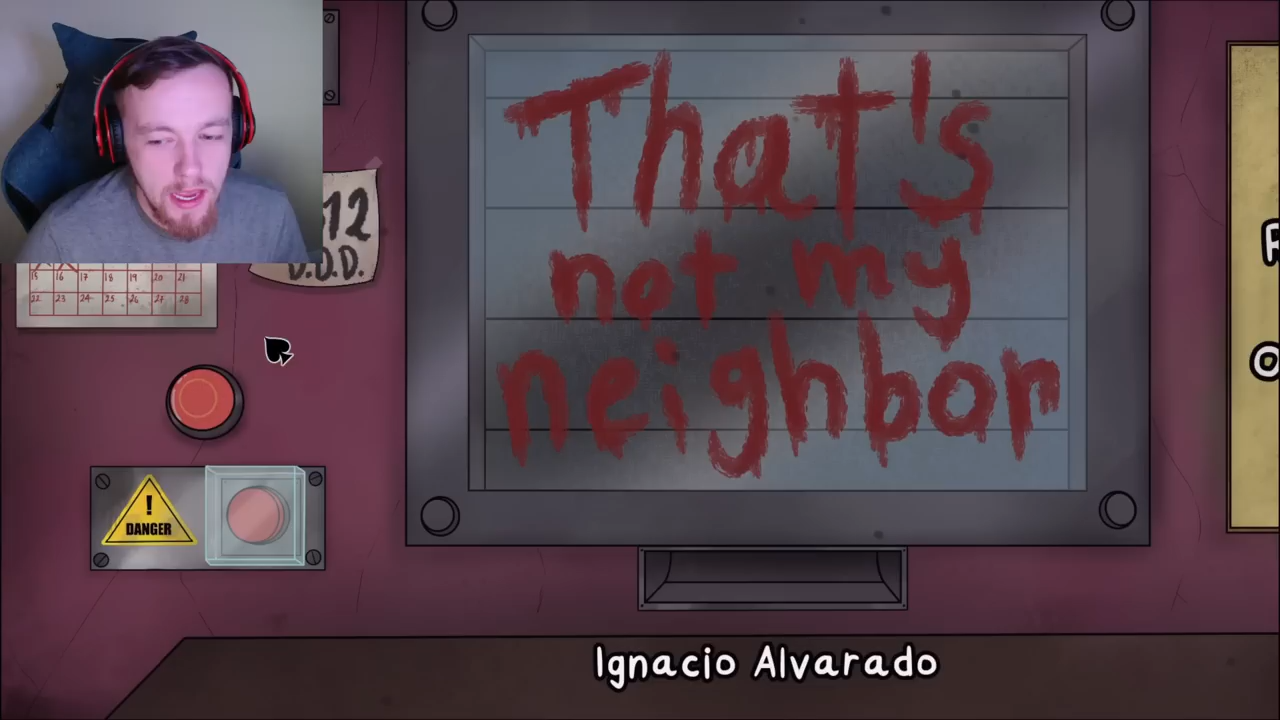 12
D.D.D.
15 16 17 18 19 20 21
22 23 24 25 26 27 28
That's
not my
neighbor
!
DANGER
Ignacio Alvarado